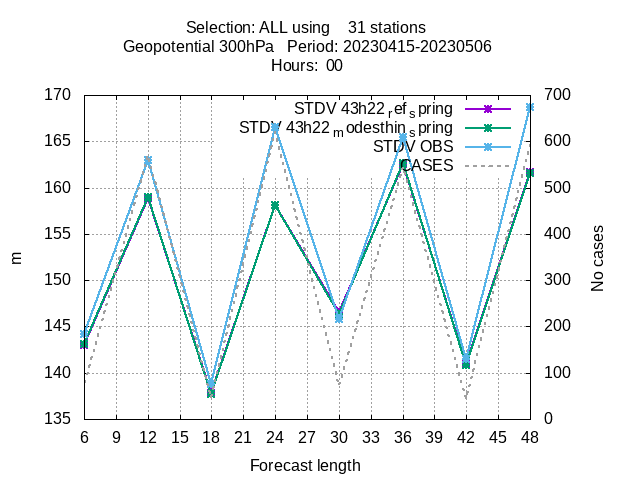 Selection: ALL using    31 stations
Geopotential 300hPa   Period: 20230415-20230506
Hours:  00
170 700
STDV 43h22_ref_spring
STDV 43h22_modesthin_spring
165 600
STDV OBS
CASES
160 500
155 400
m
No cases
150 300
145 200
140 100
135 0
6 9 12 15 18 21 24 27 30 33 36 39 42 45 48
Forecast length